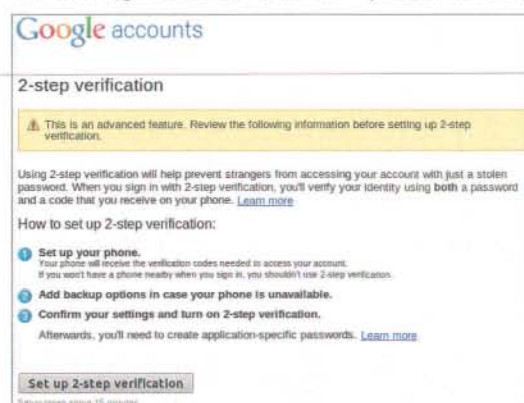 Google accounts
2-step verification
This is an advanced feature. Review the following information before setting up 2-step
verification.
Using 2-step verification will help prevent strangers from accessing your account with just a stolen
password. When you sign in with 2-step verification, you'll verify your identity using both a password
and a code that you receive on your phone. Learn more
How to set up 2-step verification:
1 Set up your phone.
Your phone will receive the verification codes needed to access your account.
If you won't have a phone nearby when you sign in, you shouldn't use 2-step verification.
2 Add backup options in case your phone is unavailable.
3 Confirm your settings and turn on 2-step verification.
Afterwards, you'll need to create application-specific passwords. Learn more
Set up 2-step verification
15 minutes